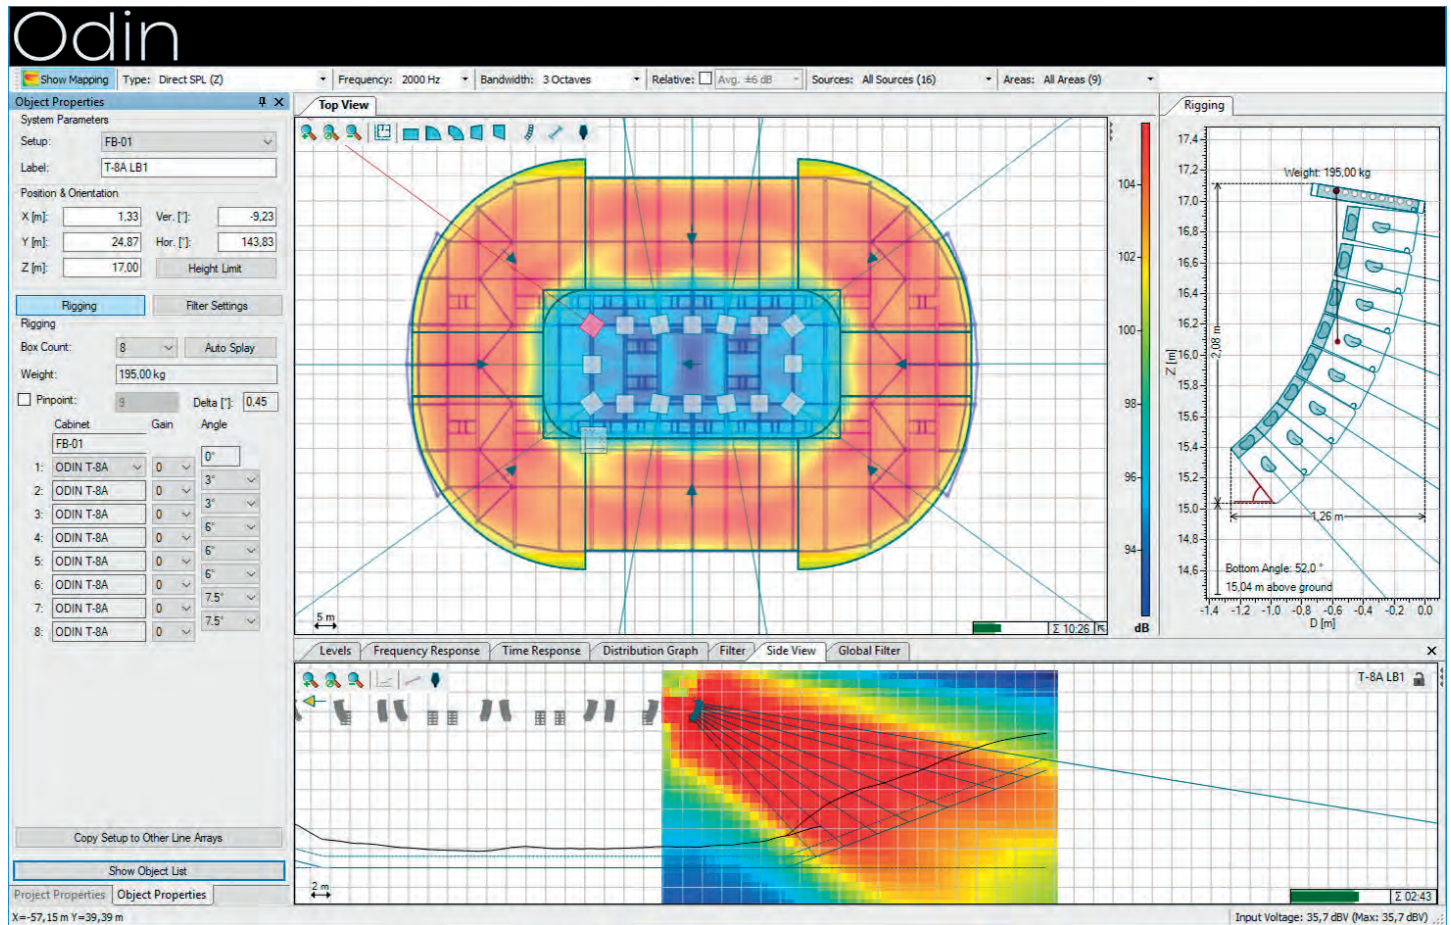 Odin
Show Mapping Type: Direct SPL (Z) Frequency: 2000 Hz Bandwidth: 3 Octaves Relative: Avg. ±6 dB Sources: All Sources (16) Areas: All Areas (9)
Object Properties
System Parameters
Setup: FB-01
Label: T-8A LB1
Position & Orientation
X [m]: 1,33 Ver. [°]: -9,23
Y [m]: 24,87 Hor. [°]: 143,83
Z [m]: 17,00 Height Limit
Rigging Filter Settings
Rigging
Box Count: 8 Auto Splay
Weight: 195,00 kg
Pinpoint: 9 Delta [°]: 0,45
Cabinet Gain Angle
FB-01
0°
1: ODIN T-8A 0
3°
2: ODIN T-8A 0
3°
3: ODIN T-8A 0
6°
4: ODIN T-8A 0
6°
5: ODIN T-8A 0
6°
6: ODIN T-8A 0
7.5°
7: ODIN T-8A 0
7.5°
8: ODIN T-8A 0
Copy Setup to Other Line Arrays
Show Object List
Project Properties Object Properties
X=-57,15 m Y=39,39 m
Top View
5 m
Σ 10:26
104
102
100
98
96
94
dB
Rigging
17,4
17,2
17,0
16,8
16,6
16,4
16,2
16,0
15,8
15,6
15,4
15,2
15,0
14,8
14,6
Z [m]
Weight: 195,00 kg
2,08 m
1,26 m
Bottom Angle: 52,0 °
15,04 m above ground
-1,4 -1,2 -1,0 -0,8 -0,6 -0,4 -0,2 0,0
D [m]
Levels Frequency Response Time Response Distribution Graph Filter Side View Global Filter
T-8A LB1
2 m
Σ 02:43
Input Voltage: 35,7 dBV (Max: 35,7 dBV)